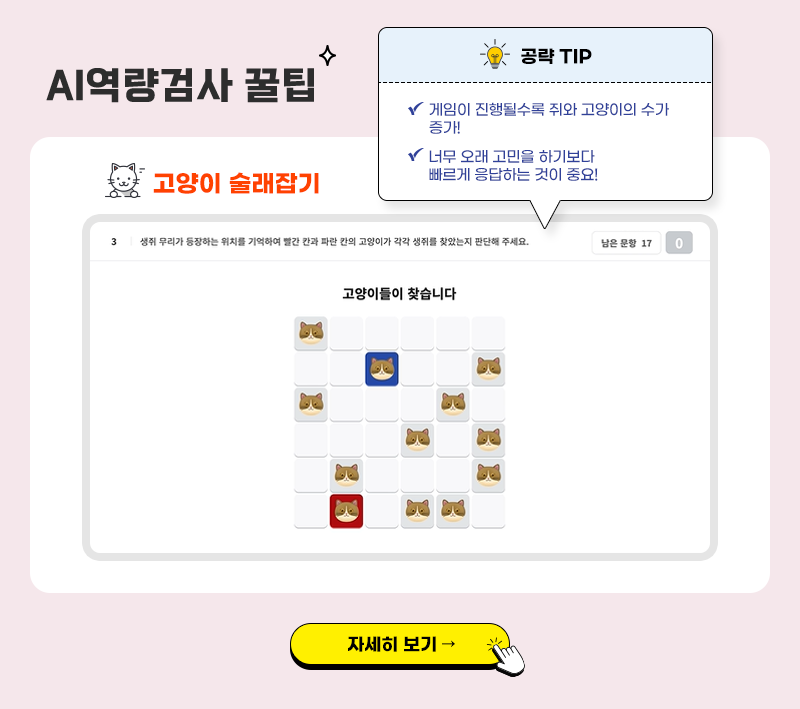 AI역량검사 꿀팁
공략 TIP
게임이 진행될수록 쥐와 고양이의 수가
증가!
너무 오래 고민을 하기보다
빠르게 응답하는 것이 중요!
고양이 술래잡기
3 생쥐 무리가 등장하는 위치를 기억하여 빨간 칸과 파란 칸의 고양이가 각각 생쥐를 찾았는지 판단해 주세요. 남은 문항 17 0
고양이들이 찾습니다
자세히 보기 →